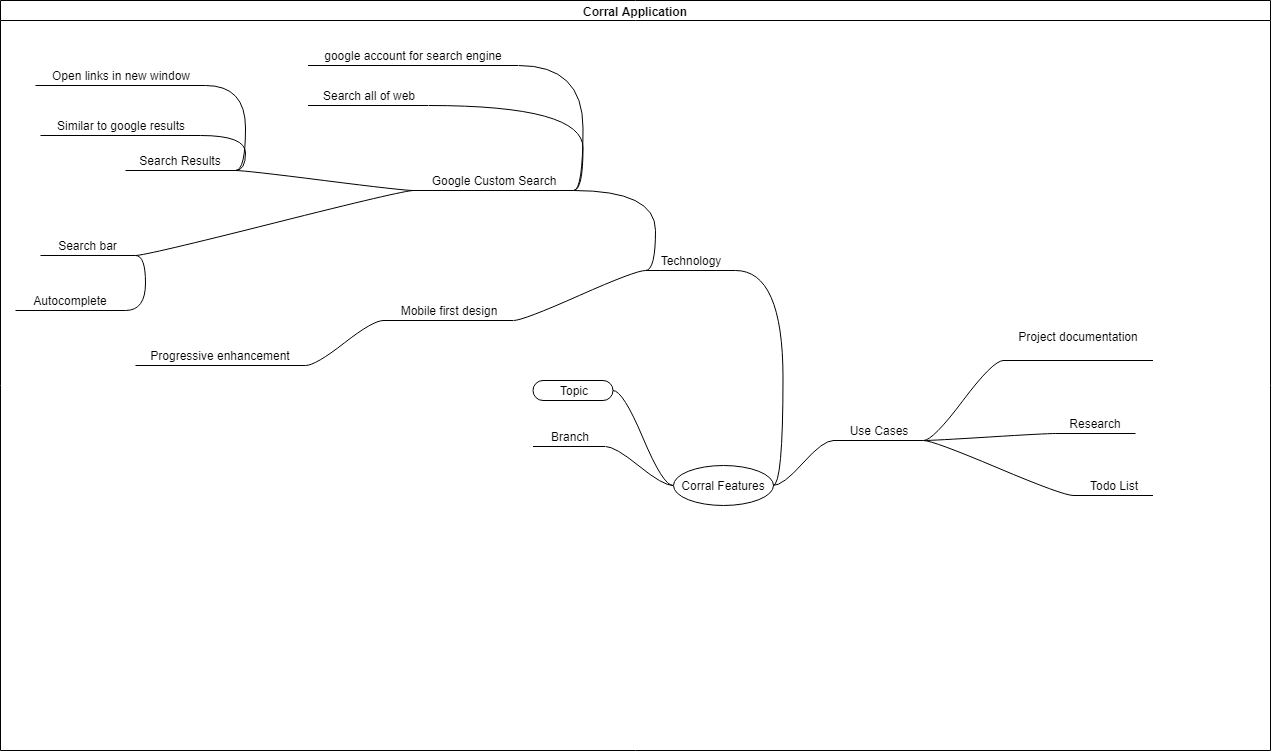 Corral Application
google account for search engine
Open links in new window
Search all of web
Similar to google results
Search Results
Google Custom Search
Search bar
Technology
Autocomplete
Mobile first design
Project documentation
Progressive enhancement
Topic
Research
Use Cases
Branch
Corral Features
Todo List